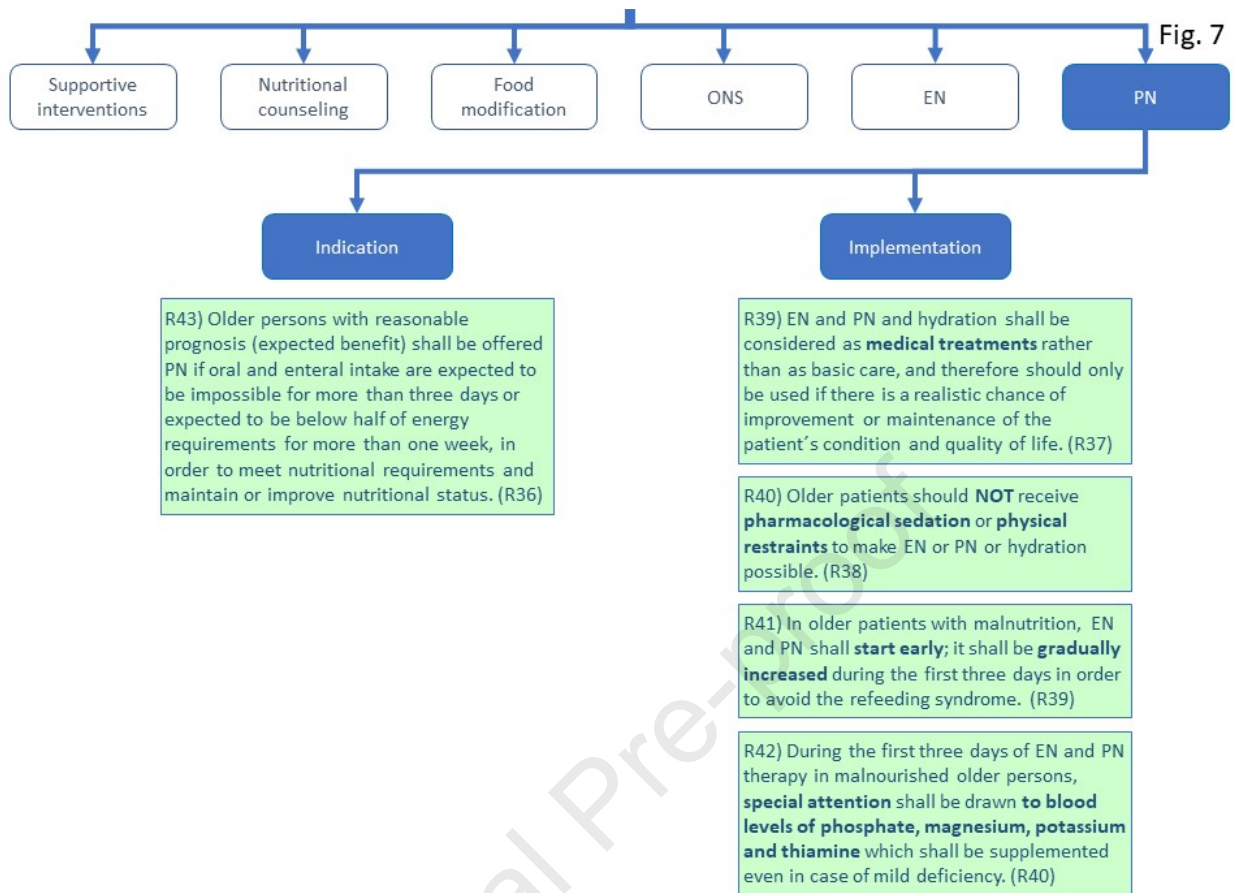 Fig. 7
Supportive
interventions
Nutritional
counseling
Food
modification
ONS
EN
PN
Indication
Implementation
R43) Older persons with reasonable
prognosis (expected benefit) shall be offered
PN if oral and enteral intake are expected to
be impossible for more than three days or
expected to be below half of energy
requirements for more than one week, in
order to meet nutritional requirements and
maintain or improve nutritional status. (R36)
R39) EN and PN and hydration shall be
considered as medical treatments rather
than as basic care, and therefore should only
be used if there is a realistic chance of
improvement or maintenance of the
patient´s condition and quality of life. (R37)
R40) Older patients should NOT receive
pharmacological sedation or physical
restraints to make EN or PN or hydration
possible. (R38)
R41) In older patients with malnutrition, EN
and PN shall start early; it shall be gradually
increased during the first three days in order
to avoid the refeeding syndrome. (R39)
R42) During the first three days of EN and PN
therapy in malnourished older persons,
special attention shall be drawn to blood
levels of phosphate, magnesium, potassium
and thiamine which shall be supplemented
even in case of mild deficiency. (R40)
al Pre-proof